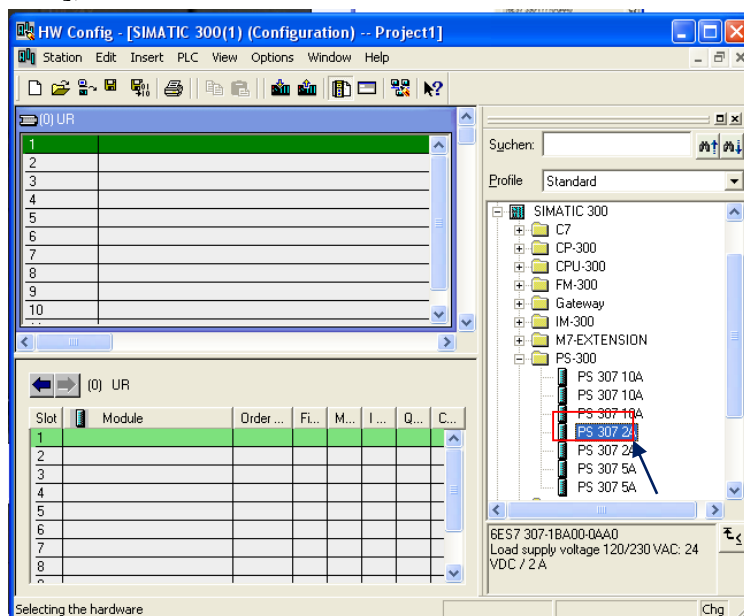 HW Config - [SIMATIC 300(1) (Configuration) -- Project1]
Station Edit Insert PLC View Options Window Help
(0) UR
1
2
3
4
5
6
7
8
9
10
Suchen:
Profile Standard
SIMATIC 300
C7
CP-300
CPU-300
FM-300
Gateway
IM-300
M7-EXTENSION
PS-300
PS 307 10A
PS 307 10A
PS 307 10A
PS 307 2A
PS 307 2A
PS 307 5A
PS 307 5A
(0) UR
Slot Module Order ... Fi... M... I ... Q... C...
1
2
3
4
5
6
7
8
6ES7 307-1BA00-0AA0
Load supply voltage 120/230 VAC: 24
VDC / 2 A
Selecting the hardware Chg